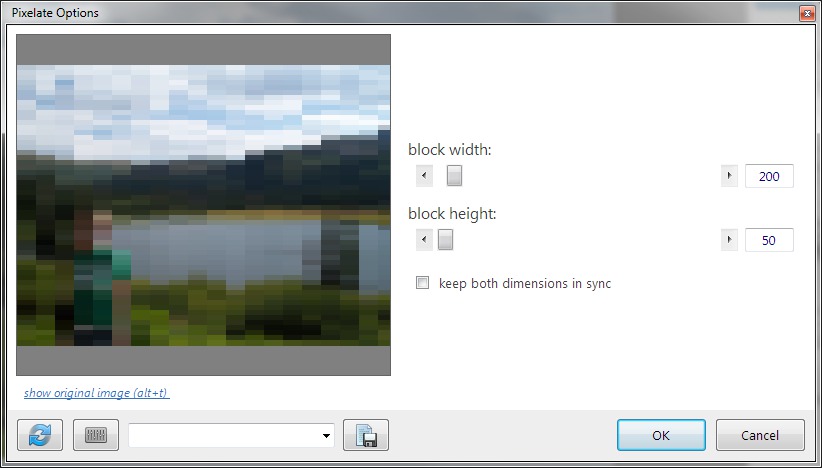 Pixelate Options
block width:
200
block height:
50
keep both dimensions in sync
show original image (alt+t)
OK
Cancel